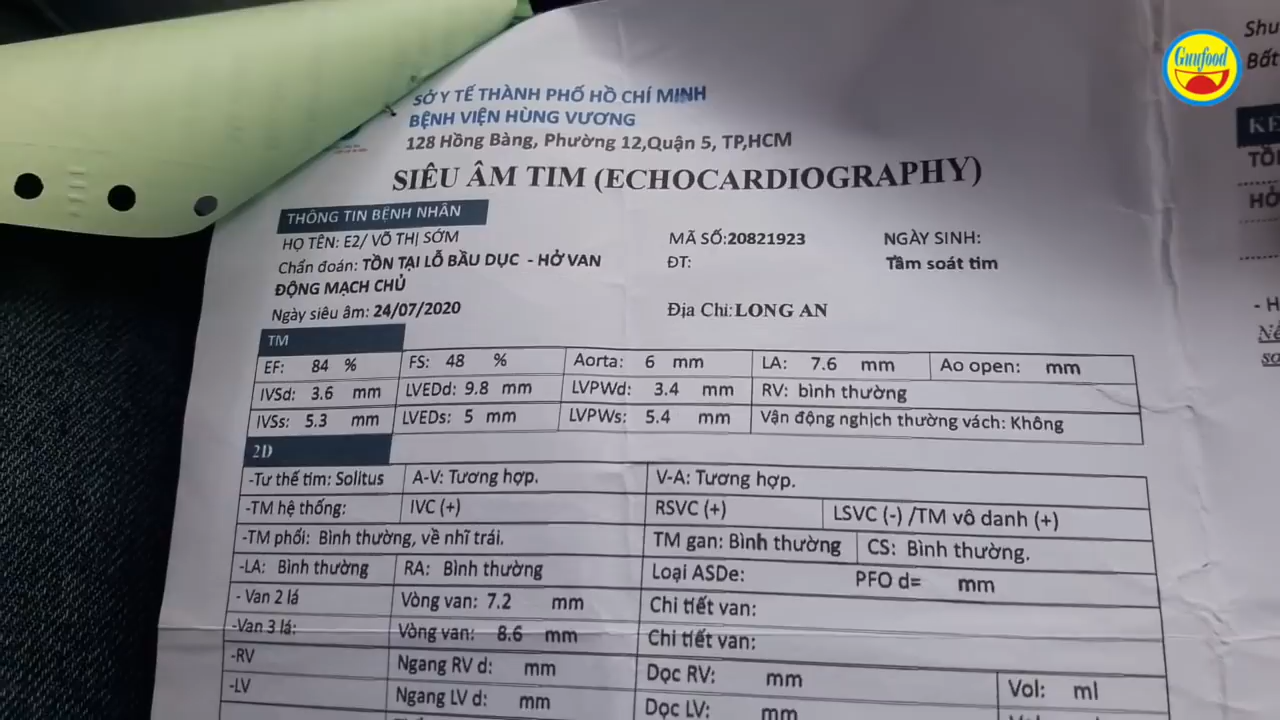 Guufood
SỞ Y TẾ THÀNH PHỐ HỒ CHÍ MINH
BỆNH VIỆN HÙNG VƯƠNG
128 Hồng Bàng, Phường 12,Quận 5, TP,HCM
SIÊU ÂM TIM (ECHOCARDIOGRAPHY)
THÔNG TIN BỆNH NHÂN
HỌ TÊN: E2/ VÕ THỊ SỚM MÃ SỐ:20821923 NGÀY SINH:
Chẩn đoán: TỒN TẠI LỖ BẦU DỤC - HỞ VAN ĐT: Tầm soát tim
ĐỘNG MẠCH CHỦ
Ngày siêu âm: 24/07/2020 Địa Chỉ:LONG AN
TM
EF: 84 % FS: 48 % Aorta: 6 mm LA: 7.6 mm Ao open: mm
IVSd: 3.6 mm LVEDd: 9.8 mm LVPWd: 3.4 mm RV: bình thường
IVSs: 5.3 mm LVEDs: 5 mm LVPWs: 5.4 mm Vận động nghịch thường vách: Không
2D
-Tư thế tim: Solitus A-V: Tương hợp. V-A: Tương hợp.
-TM hệ thống: IVC (+) RSVC (+) LSVC (-) /TM vô danh (+)
-TM phổi: Bình thường, về nhĩ trái. TM gan: Bình thường CS: Bình thường.
-LA: Bình thường RA: Bình thường Loại ASDe: PFO d= mm
- Van 2 lá Vòng van: 7.2 mm Chi tiết van:
-Van 3 lá: Vòng van: 8.6 mm Chi tiết van:
-RV Ngang RV d: mm Dọc RV: mm Vol: ml
-LV Ngang LV d: mm Dọc LV: mm
Shu
Bất
KẾ
TỒ
HỞ
- H